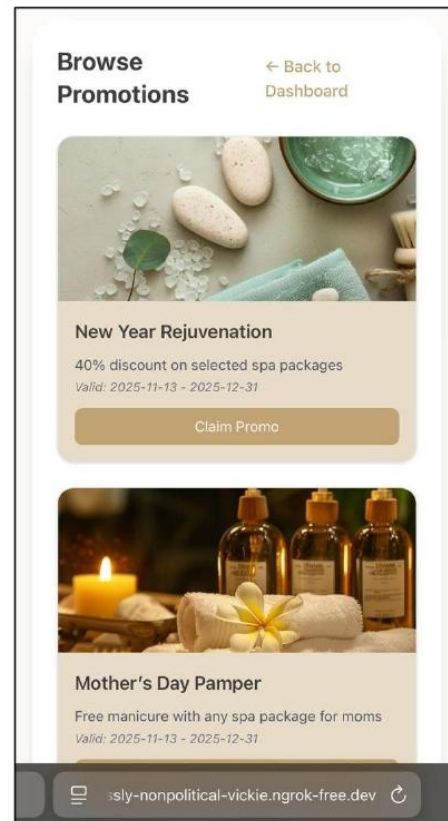 Browse
Promotions
← Back to
Dashboard
New Year Rejuvenation
40% discount on selected spa packages
Valid: 2025-11-13 - 2025-12-31
Claim Promo
Mother's Day Pamper
Free manicure with any spa package for moms
Valid: 2025-11-13 - 2025-12-31
sly-nonpolitical-vickie.ngrok-free.dev